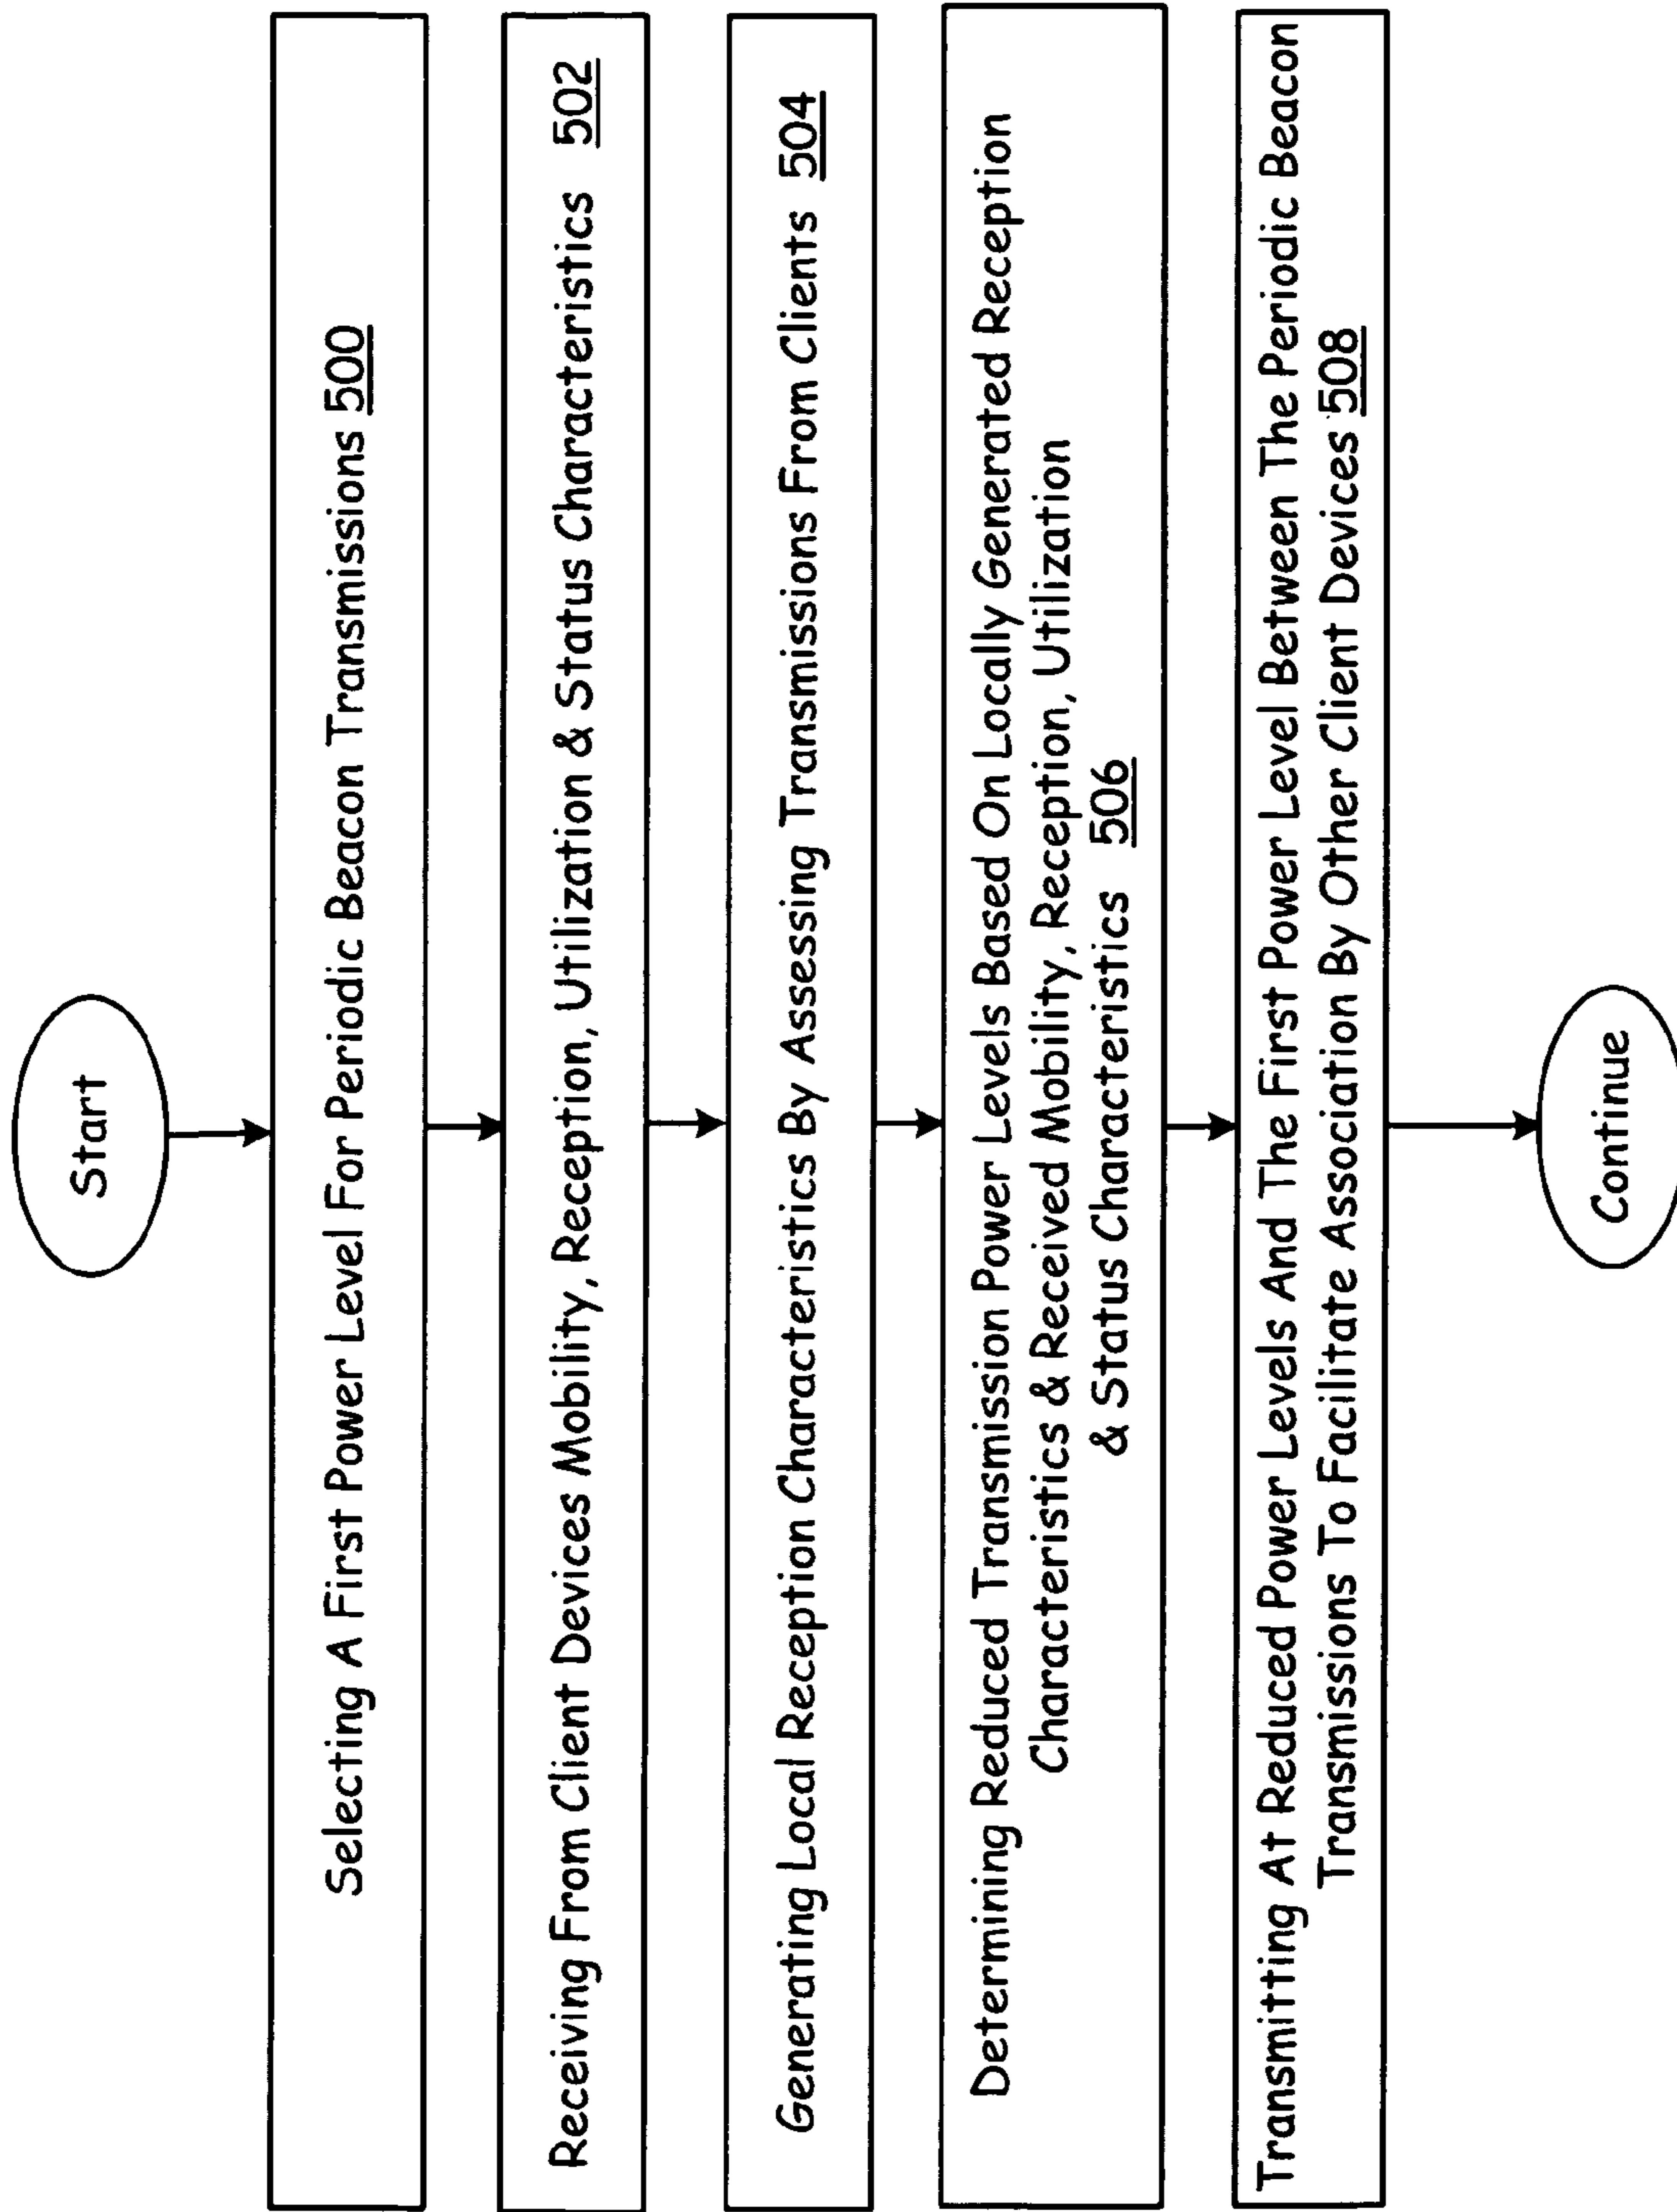 Start
Selecting A First Power Level For Periodic Beacon Transmissions 500
Receiving From Client Devices Mobility, Reception, Utilization & Status Characteristics 502
Generating Local Reception Characteristics By Assessing Transmissions From Clients 504
Determining Reduced Transmission Power Levels Based On Locally Generated Reception
Characteristics & Received Mobility, Reception, Utilization
& Status Characteristics 506
Transmitting At Reduced Power Levels And The First Power Level Between The Periodic Beacon
Transmissions To Facilitate Association By Other Client Devices 508
Continue